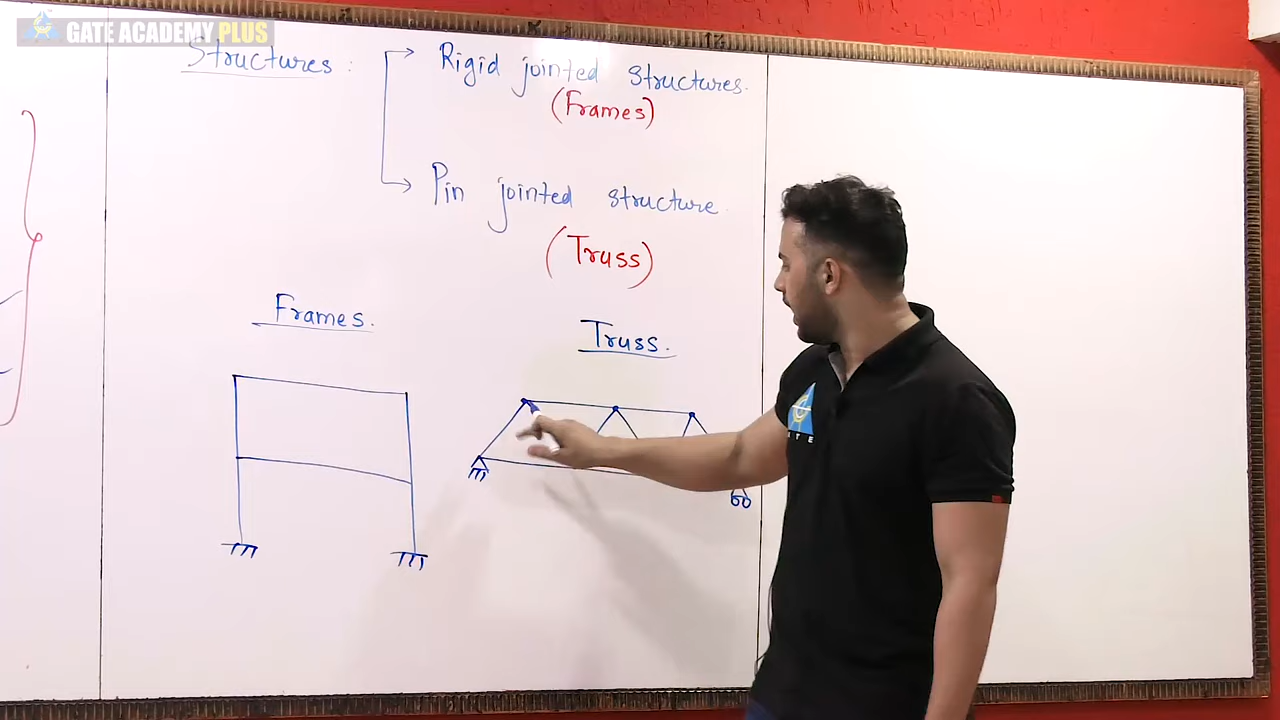 GATE ACADEMY PLUS
Structures : Rigid jointed structures.
(Frames)
Pin jointed structure.
(Truss)
Frames.
Truss.